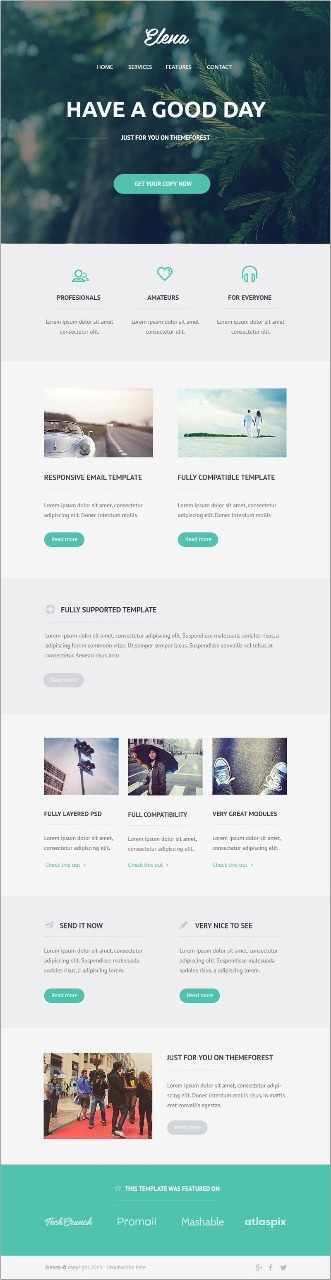 Elena
HOME SERVICES FEATURES CONTACT
HAVE A GOOD DAY
JUST FOR YOU ON THEMEFOREST
GET YOUR COPY NOW
PROFESIONALS AMATEURS FOR EVERYONE
Lorem ipsum dolor sit amet Lorem ipsum dolor sit amet Lorem ipsum dolor sit amet
consectetur elit. consectetur elit. consectetur elit.
RESPONSIVE EMAIL TEMPLATE FULLY COMPATIBLE TEMPLATE
Lorem ipsum dolor sit amet, consectetur Lorem ipsum dolor sit amet, consectetur
adipiscing elit. Donec interdum mollis adipiscing elit. Donec interdum mollis
Read more Read more
FULLY SUPPORTED TEMPLATE
Lorem ipsum dolor sit amet, consectetur adipiscing elit. Suspendisse malesuada sodales risus, a
adipiscing lorem commodo vitae. Ut semper semper lacus. Suspendisse convallis vel tellus at
consectetur. Aenean risus arcu
Read more
FULLY LAYERED PSD FULL COMPATIBILITY VERY GREAT MODULES
Lorem ipsum dolor sit amet, Lorem ipsum dolor sit amet, Lorem ipsum dolor sit amet,
consectetur adipiscing elit. consectetur adipiscing elit. consectetur adipiscing elit.
Check this out > Check this out > Check this out >
SEND IT NOW VERY NICE TO SEE
Lorem ipsum dolor sit amet, consectetur Lorem ipsum dolor sit amet, consectetur
adipiscing elit. Suspendisse malesuada adipiscing elit. Suspendisse malesuada
sodales risus, a adipiscing lorem. sodales risus, a adipiscing lorem.
Read more Read more
JUST FOR YOU ON THEMEFOREST
Lorem ipsum dolor sit amet, consectetur adipi-
scing elit. Donec interdum mollis risus, in mattis
erat convallis egestas.
Read more
THIS TEMPLATE WAS FEATURED ON
TechCrunch Promail Mashable atlaspix
Elenea © copyright 2013 - Unsubscribe here